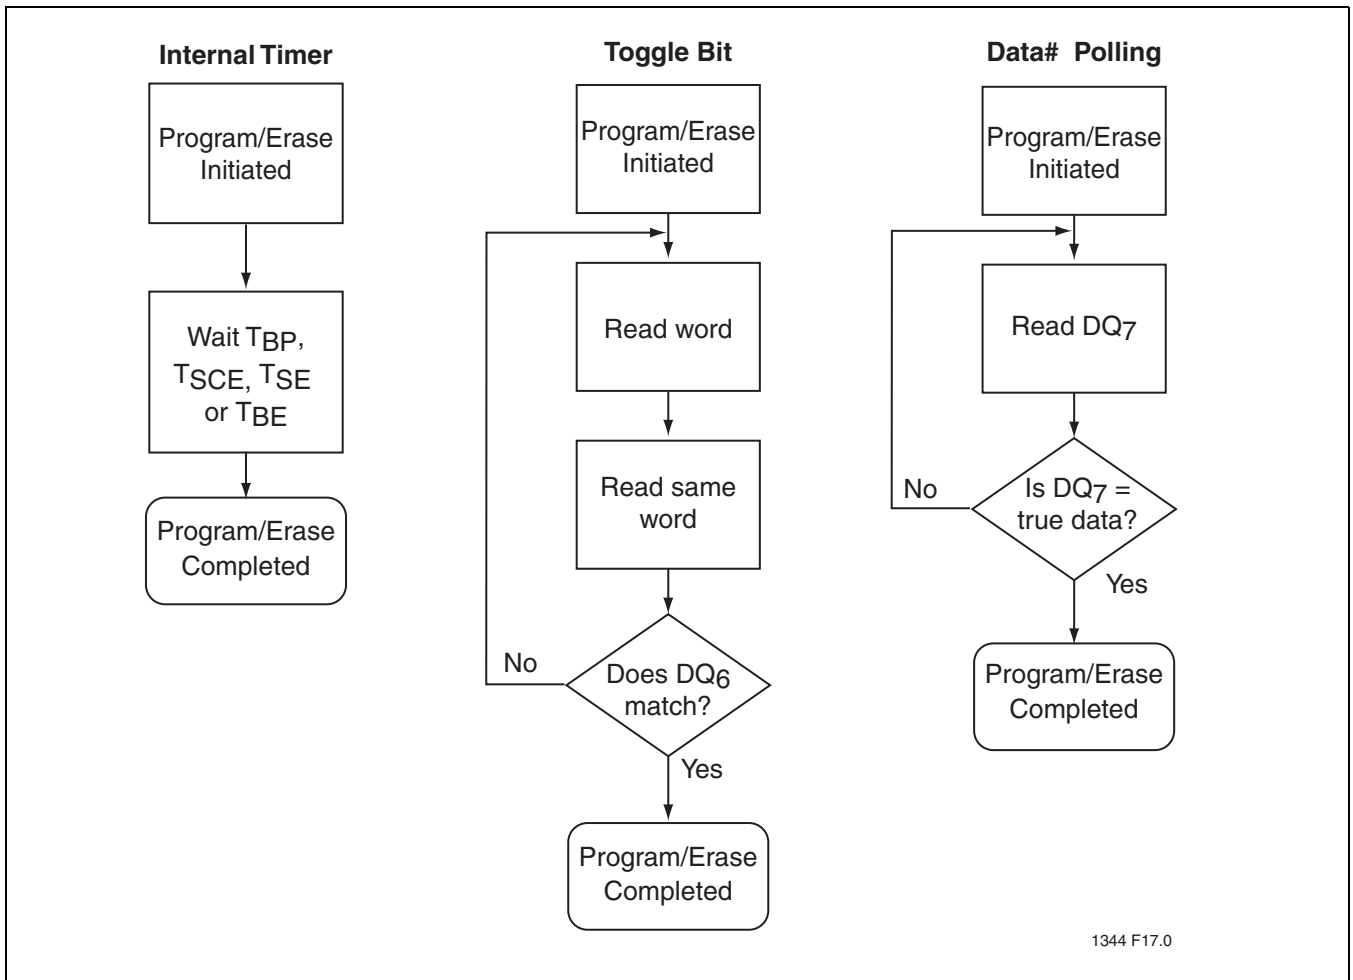 Internal Timer
Program/Erase
Initiated
Wait TBP,
TSCE, TSE
or TBE
Program/Erase
Completed
Toggle Bit
Program/Erase
Initiated
Read word
Read same
word
Does DQ6
match?
No
Yes
Program/Erase
Completed
Data# Polling
Program/Erase
Initiated
Read DQ7
Is DQ7 =
true data?
No
Yes
Program/Erase
Completed
1344 F17.0